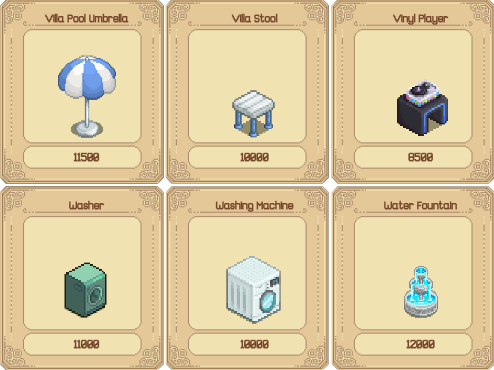 Villa Pool Umbrella
Villa Stool
Vinyl Player
11500
10000
8500
Washer
Washing Machine
Water Fountain
11000
10000
12000